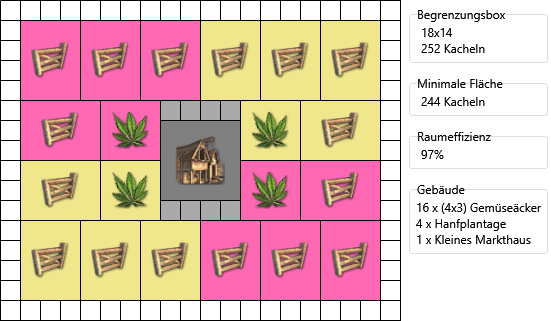 Begrenzungsbox
18x14
252 Kacheln
Minimale Fläche
244 Kacheln
Raumeffizienz
97%
Gebäude
16 x (4x3) Gemüseäcker
4 x Hanfplantage
1 x Kleines Markthaus